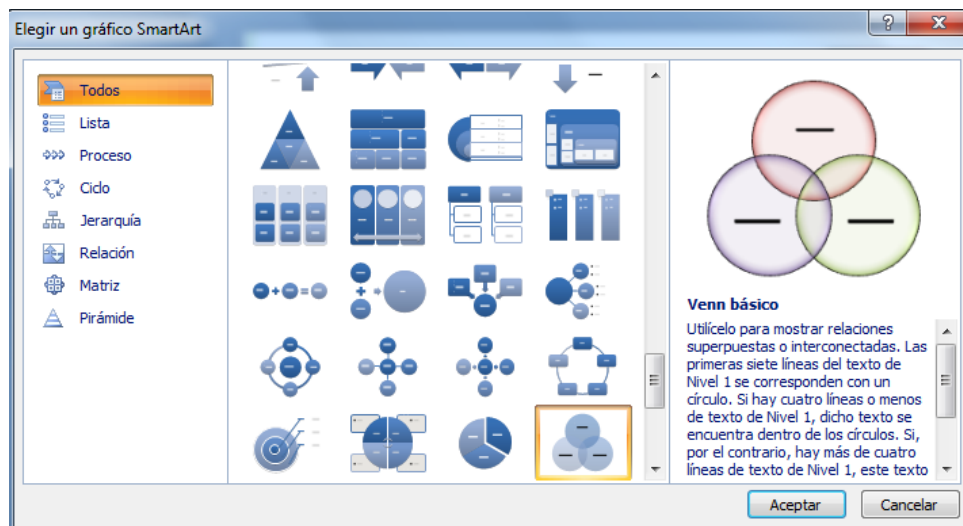 Elegir un gráfico SmartArt
Todos
Lista
Proceso
Ciclo
Jerarquía
Relación
Matriz
Pirámide
Venn básico
Utilícelo para mostrar relaciones
superpuestas o interconectadas. Las
primeras siete líneas del texto de
Nivel 1 se corresponden con un
círculo. Si hay cuatro líneas o menos
de texto de Nivel 1, dicho texto se
encuentra dentro de los círculos. Si,
por el contrario, hay más de cuatro
líneas de texto de Nivel 1, este texto
Aceptar
Cancelar